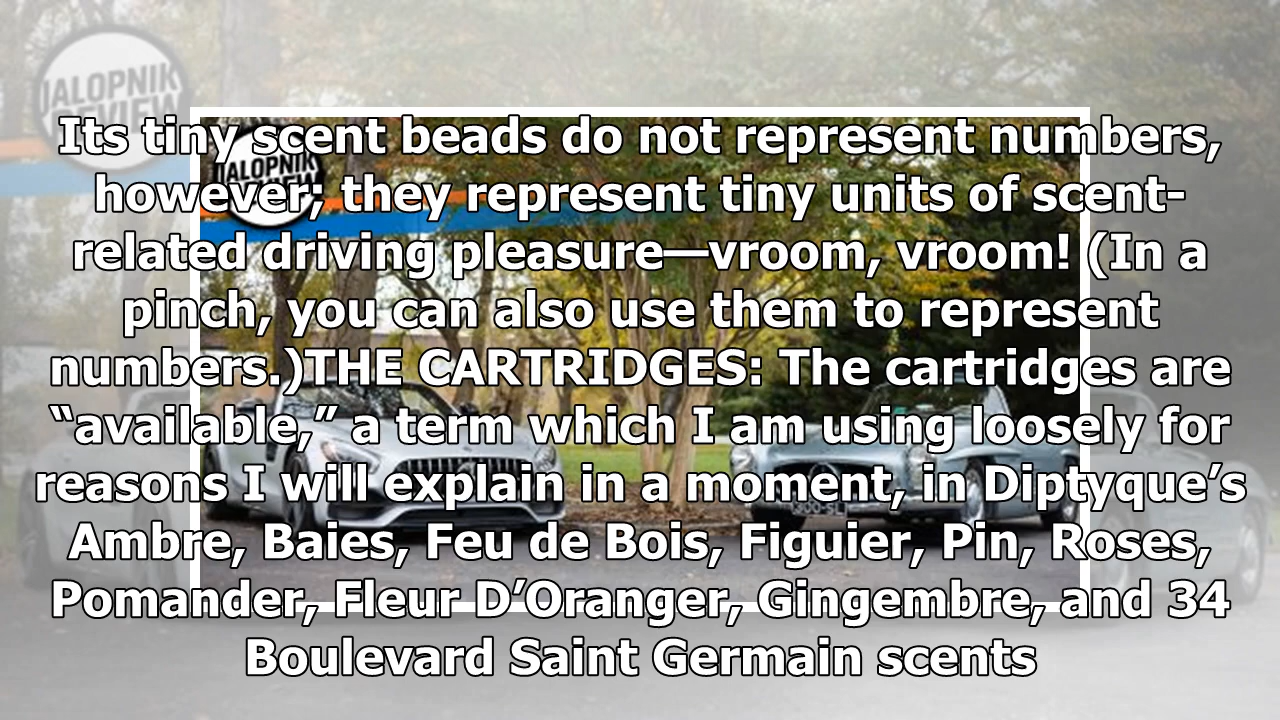 JALOPNIK
REVIEW
JALOPNIK
REVIEW
Its tiny scent beads do not represent numbers,
however; they represent tiny units of scent-
related driving pleasure—vroom, vroom! (In a
pinch, you can also use them to represent
numbers.)THE CARTRIDGES: The cartridges are
“available,” a term which I am using loosely for
reasons I will explain in a moment, in Diptyque’s
Ambre, Baies, Feu de Bois, Figuier, Pin, Roses,
Pomander, Fleur D’Oranger, Gingembre, and 34
Boulevard Saint Germain scents